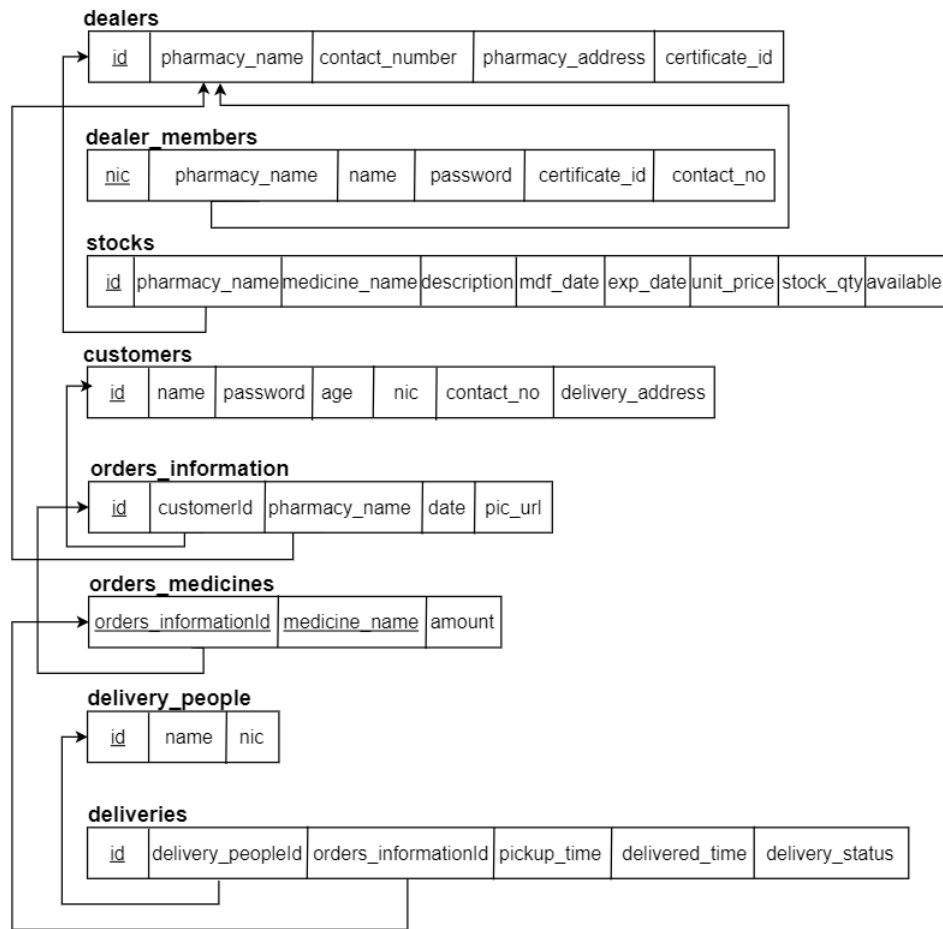 dealers
id pharmacy_name contact_number pharmacy_address certificate_id
dealer_members
nic pharmacy_name name password certificate_id contact_no
stocks
id pharmacy_name medicine_name description mdf_date exp_date unit_price stock_qty available
customers
id name password age nic contact_no delivery_address
orders_information
id customerId pharmacy_name date pic_url
orders_medicines
orders_informationId medicine_name amount
delivery_people
id name nic
deliveries
id delivery_peopleId orders_informationId pickup_time delivered_time delivery_status